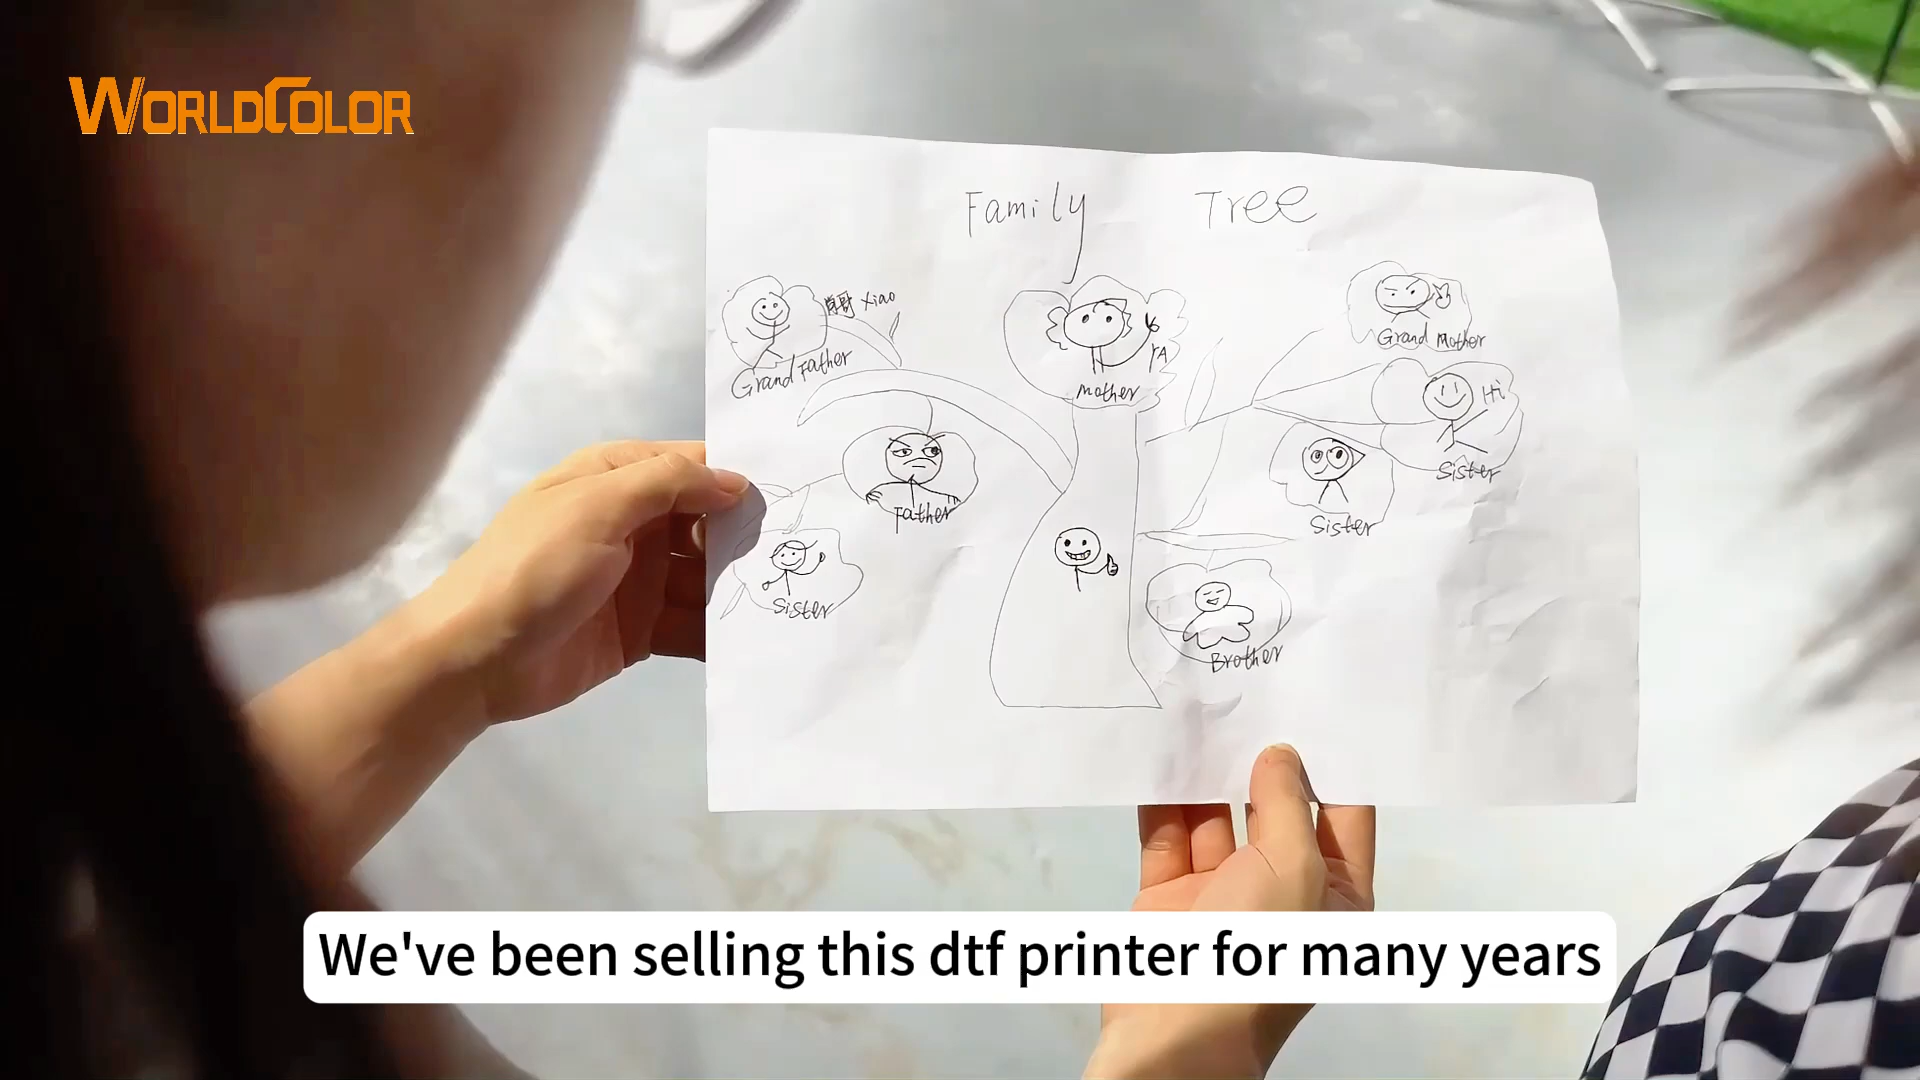 WORLDCOLOR
Family Tree
Xiao
Grand Father
Mother
Grand Mother
Hi
Sister
Father
Sister
Sister
Brother
We've been selling this dtf printer for many years